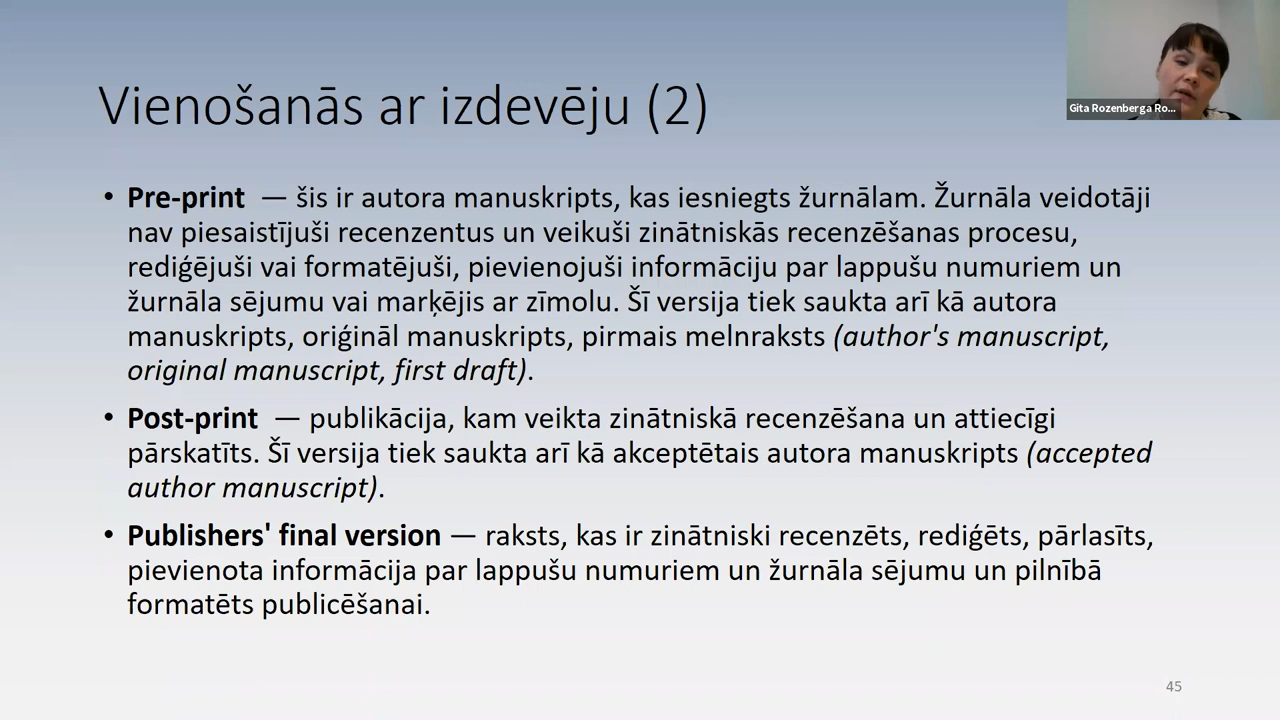 Vienošanās ar izdevēju (2)
Gita Rozenberga Ro...
• Pre-print — šis ir autora manuskripts, kas iesniegts žurnālam. Žurnāla veidotāji
nav piesaistījuši recenzentus un veikuši zinātniskās recenzēšanas procesu,
rediģējuši vai formatējuši, pievienojuši informāciju par lappušu numuriem un
žurnāla sējumu vai marķējis ar zīmolu. Šī versija tiek saukta arī kā autora
manuskripts, oriģināl manuskripts, pirmais melnraksts (author's manuscript,
original manuscript, first draft).
• Post-print — publikācija, kam veikta zinātniskā recenzēšana un attiecīgi
pārskatīts. Šī versija tiek saukta arī kā akceptētais autora manuskripts (accepted
author manuscript).
• Publishers' final version — raksts, kas ir zinātniski recenzēts, rediģēts, pārlasīts,
pievienota informācija par lappušu numuriem un žurnāla sējumu un pilnībā
formatēts publicēšanai.
45